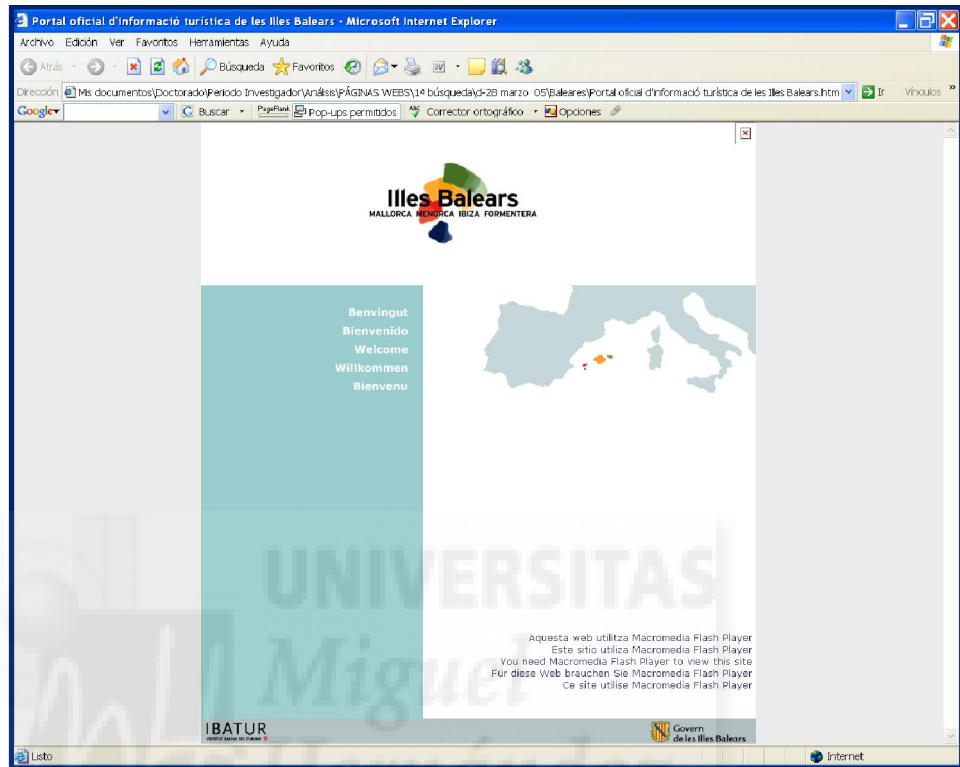 Portal oficial d'informació turística de les Illes Balears - Microsoft Internet Explorer
Archivo Edición Ver Favoritos Herramientas Ayuda
Atrás Búsqueda Favoritos
Dirección Mis documentos\Doctorado\Periodo Investigador\Análisis\PÁGINAS WEBS\1ª búsqueda\d-28 marzo 05\Baleares\Portal oficial d'informació turística de les Illes Balears.htm Ir Vínculos »
Google Buscar PageRank Pop-ups permitidos Corrector ortográfico Opciones
Illes Balears
MALLORCA MENORCA IBIZA FORMENTERA
Benvingut
Bienvenido
Welcome
Willkommen
Bienvenu
UNIVERSITAS
Miguel
Aquesta web utilitza Macromedia Flash Player
Este sitio utiliza Macromedia Flash Player
You need Macromedia Flash Player to view this site
Für diese Web brauchen Sie Macromedia Flash Player
Ce site utilise Macromedia Flash Player
IBATUR
Govern
de les Illes Balears
Listo Internet